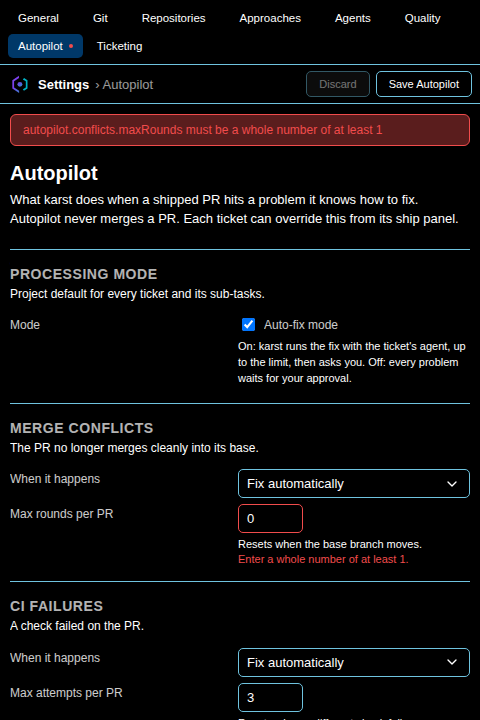 General Git Repositories Approaches Agents Quality
Autopilot Ticketing
Settings › Autopilot Discard Save Autopilot
autopilot.conflicts.maxRounds must be a whole number of at least 1
Autopilot
What karst does when a shipped PR hits a problem it knows how to fix.
Autopilot never merges a PR. Each ticket can override this from its ship panel.
PROCESSING MODE
Project default for every ticket and its sub-tasks.
Mode Auto-fix mode
On: karst runs the fix with the ticket's agent, up
to the limit, then asks you. Off: every problem
waits for your approval.
MERGE CONFLICTS
The PR no longer merges cleanly into its base.
When it happens Fix automatically
Max rounds per PR 0
Resets when the base branch moves.
Enter a whole number of at least 1.
CI FAILURES
A check failed on the PR.
When it happens Fix automatically
Max attempts per PR 3